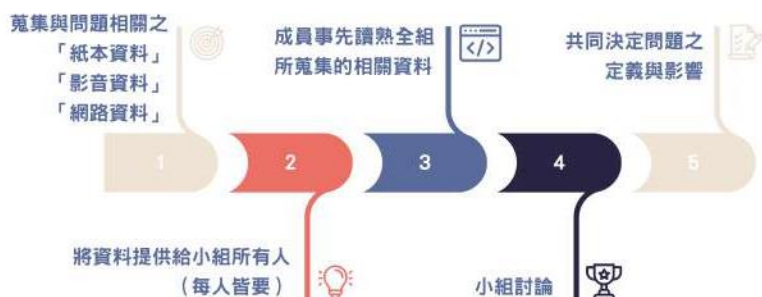 蒐集與問題相關之
「紙本資料」
「影音資料」
「網路資料」
1
將資料提供給小組所有人
（每人皆要）
2
成員事先讀熟全組
所蒐集的相關資料
</>
3
小組討論
4
共同決定問題之
定義與影響
5